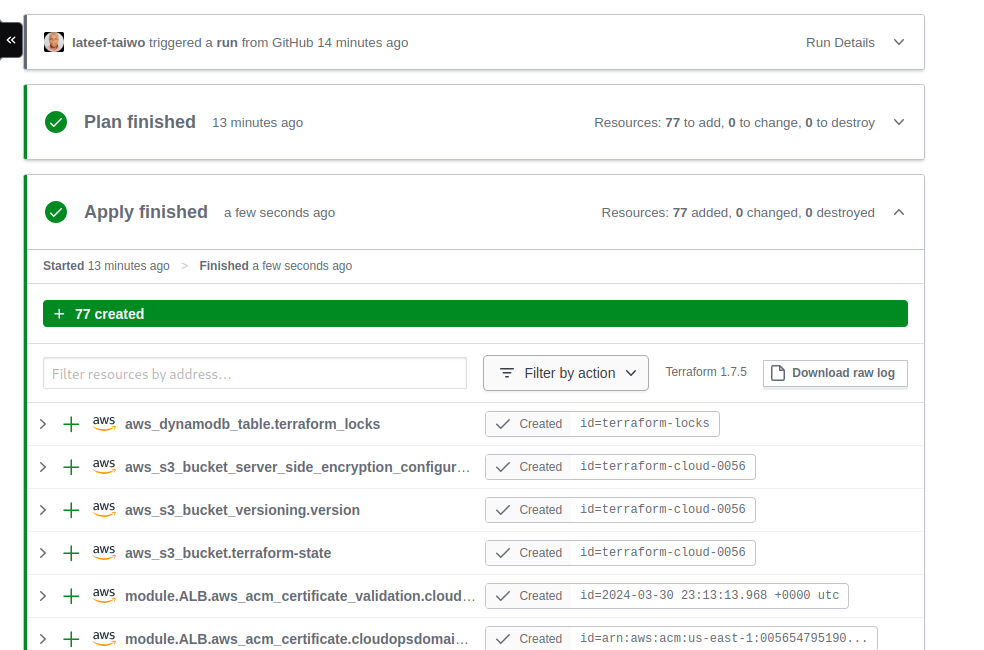 «
lateef-taiwo triggered a run from GitHub 14 minutes ago Run Details
Plan finished 13 minutes ago Resources: 77 to add, 0 to change, 0 to destroy
Apply finished a few seconds ago Resources: 77 added, 0 changed, 0 destroyed
Started 13 minutes ago > Finished a few seconds ago
+ 77 created
Filter resources by address... Filter by action Terraform 1.7.5 Download raw log
aws aws_dynamodb_table.terraform_locks Created id=terraform-locks
aws aws_s3_bucket_server_side_encryption_configur... Created id=terraform-cloud-0056
aws aws_s3_bucket_versioning.version Created id=terraform-cloud-0056
aws aws_s3_bucket.terraform-state Created id=terraform-cloud-0056
aws module.ALB.aws_acm_certificate_validation.cloud... Created id=2024-03-30 23:13:13.968 +0000 utc
aws module.ALB.aws_acm_certificate.cloudopsdomai... Created id=arn:aws:acm:us-east-1:005654795190...